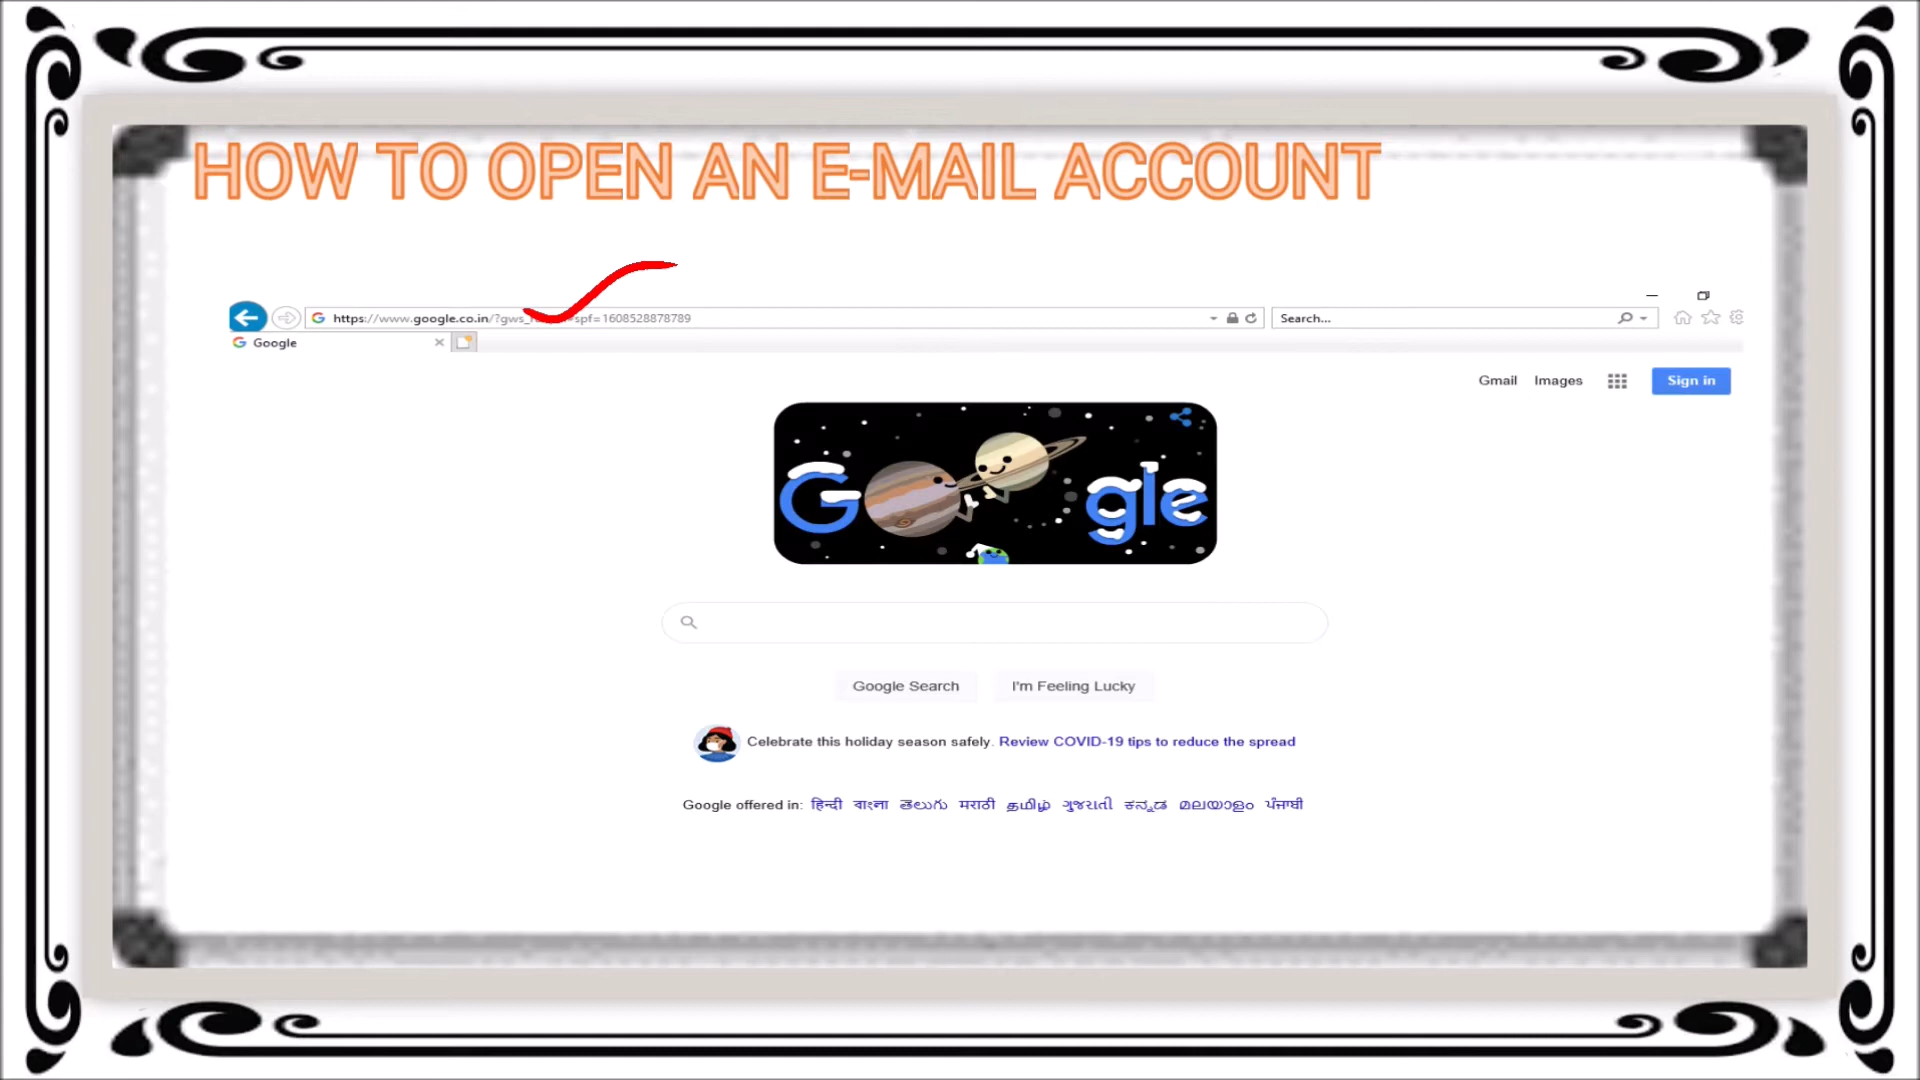 HOW TO OPEN AN E-MAIL ACCOUNT
https://www.google.co.in/?gws_ spf=1608528878789
Search...
Google
Gmail Images Sign in
Google
Google Search I'm Feeling Lucky
Celebrate this holiday season safely. Review COVID-19 tips to reduce the spread
Google offered in: हिन्दी বাংলা తెలుగు मराठी தமிழ் ગુજરાતી ಕನ್ನಡ മലയാളം ਪੰਜਾਬੀ